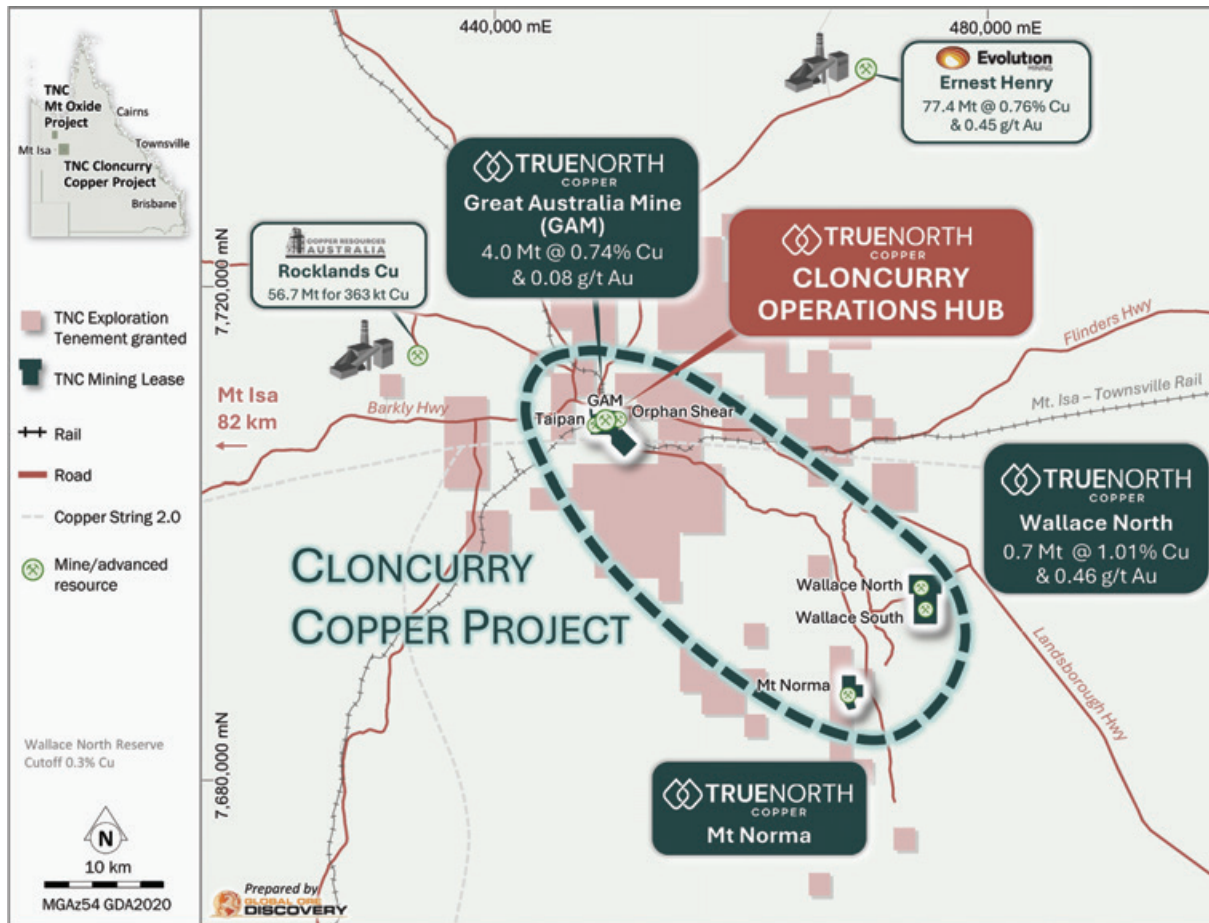 440,000 mE
480,000 mE
7,720,000 mN
7,680,000 mN
TNC
Mt Oxide
Project
Cairns
Townsville
Mt Isa
TNC Cloncurry
Copper Project
Brisbane
TNC Exploration
Tenement granted
TNC Mining Lease
Rail
Road
Copper String 2.0
Mine/advanced
resource
Wallace North Reserve
Cutoff 0.3% Cu
N
10 km
MGAz54 GDA2020
Evolution
MINING
Ernest Henry
77.4 Mt @ 0.76% Cu
& 0.45 g/t Au
TRUENORTH
COPPER
Great Australia Mine
(GAM)
4.0 Mt @ 0.74% Cu
& 0.08 g/t Au
COPPER RESOURCES
AUSTRALIA
Rocklands Cu
56.7 Mt for 363 kt Cu
TRUENORTH
COPPER
CLONCURRY
OPERATIONS HUB
Flinders Hwy
Mt. Isa – Townsville Rail
Mt Isa
82 km
Barkly Hwy
GAM
Taipan
Orphan Shear
TRUENORTH
COPPER
Wallace North
0.7 Mt @ 1.01% Cu
& 0.46 g/t Au
CLONCURRY
COPPER PROJECT
Wallace North
Wallace South
Mt Norma
Landsborough Hwy
TRUENORTH
COPPER
Mt Norma
Prepared by
GLOBAL ORE
DISCOVERY